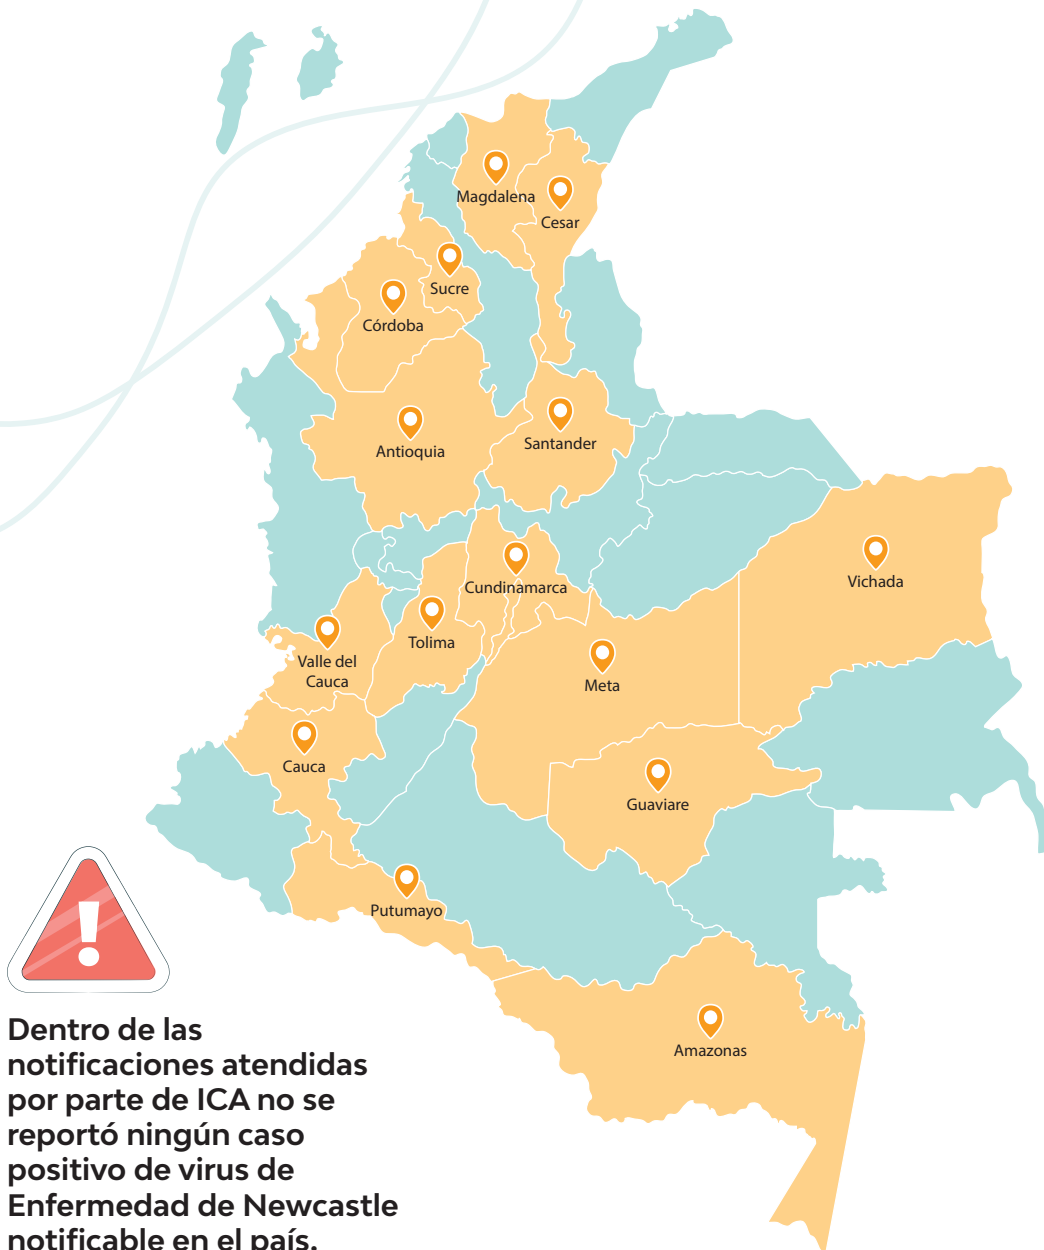 Magdalena
Cesar
Sucre
Córdoba
Antioquia
Santander
Cundinamarca
Vichada
Tolima
Valle del
Cauca
Meta
Cauca
Guaviare
Putumayo
Amazonas
!
Dentro de las
notificaciones atendidas
por parte de ICA no se
reportó ningún caso
positivo de virus de
Enfermedad de Newcastle
notificable en el país.